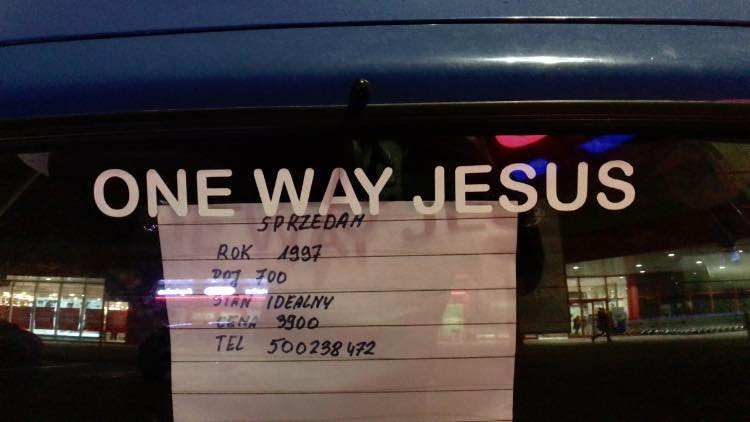 ONE WAY JESUS
SPRZEDAM
ROK 1997
POJ 700
STAN IDEALNY
CENA 9900
TEL 500238472